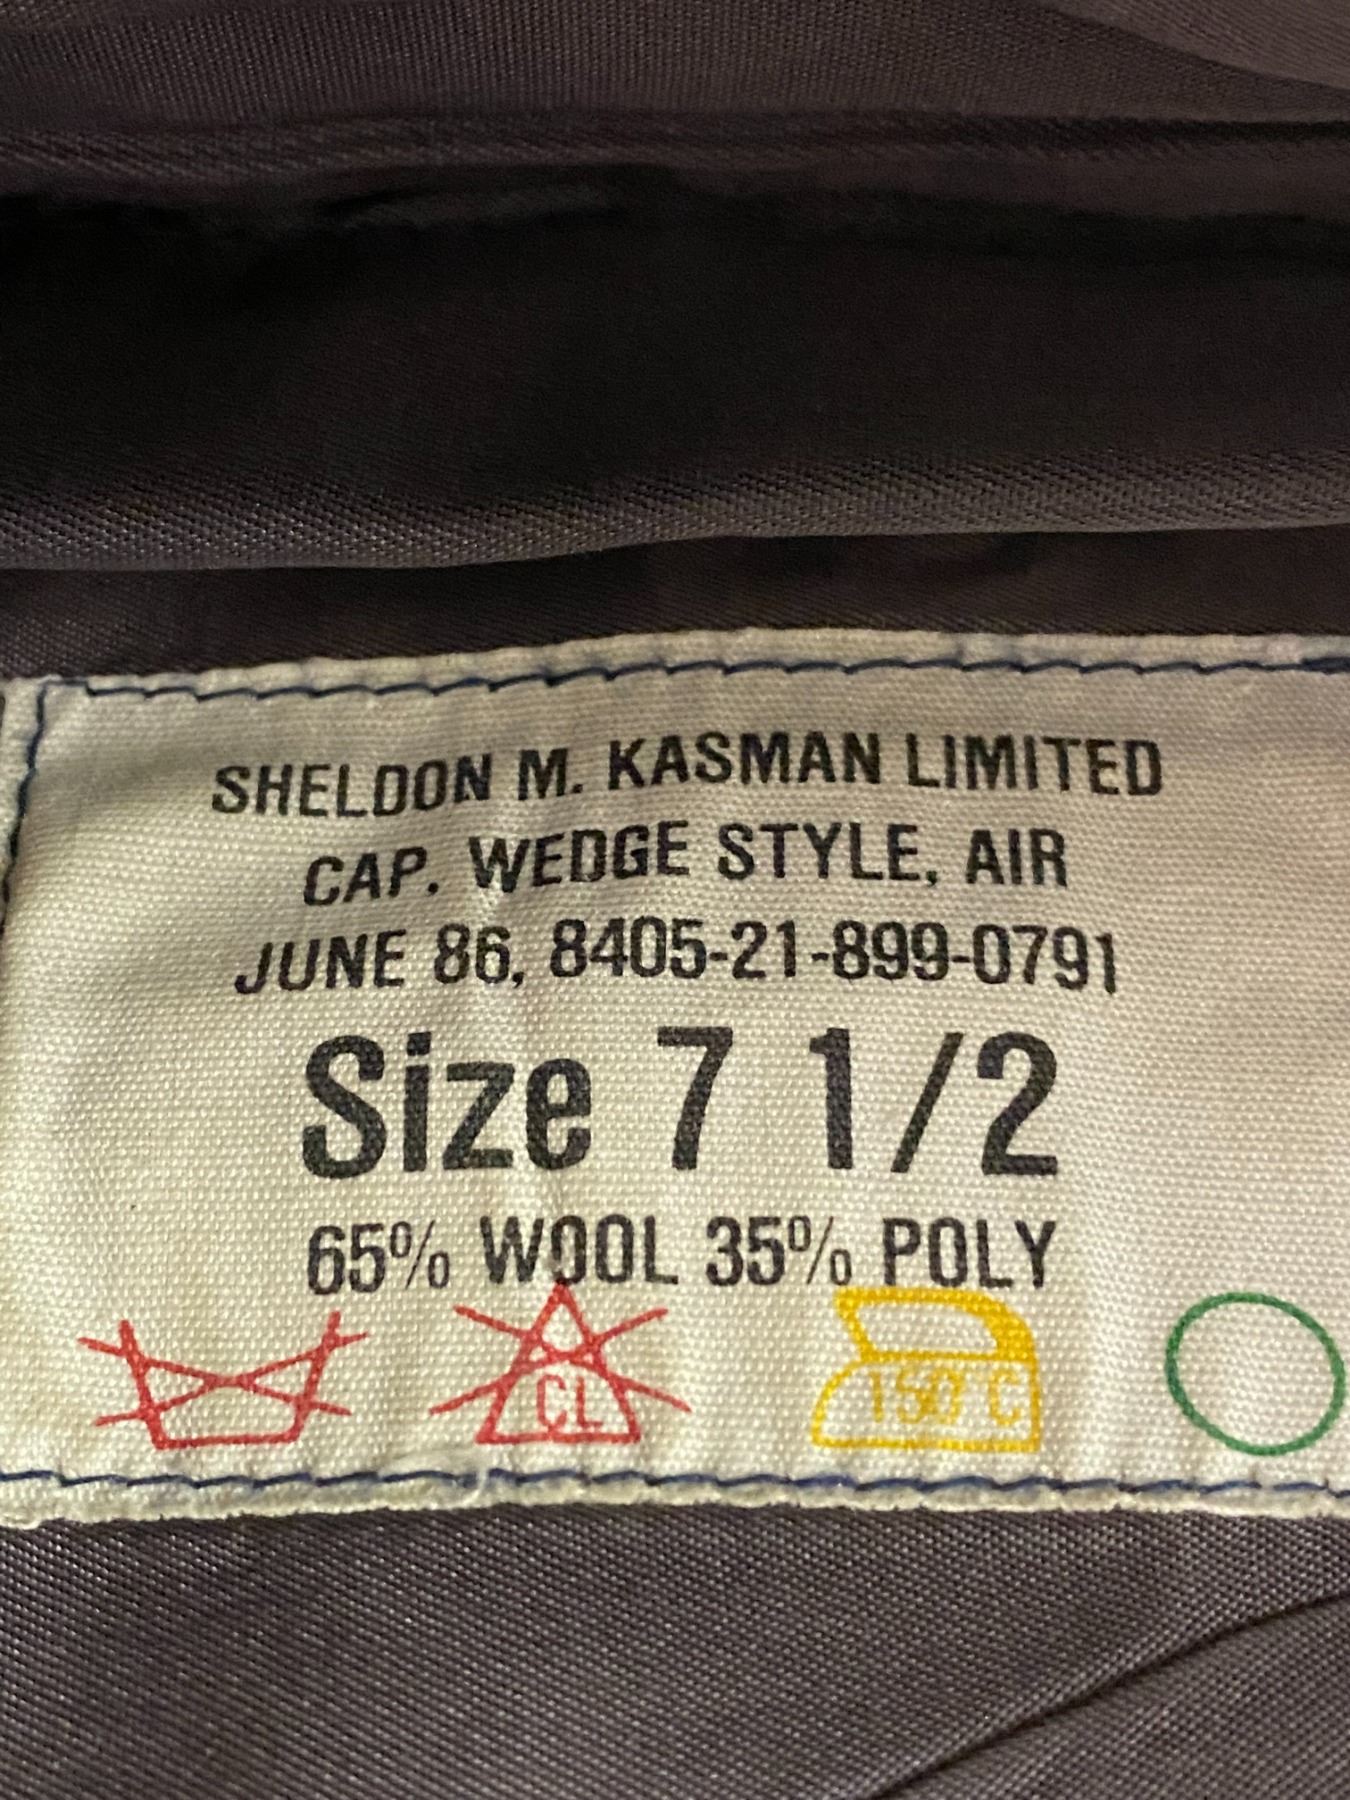 SHELDON M. KASMAN LIMITED
CAP. WEDGE STYLE, AIR
JUNE 86, 8405-21-899-0791
Size 7 1/2
65% WOOL 35% POLY
CL 150°C